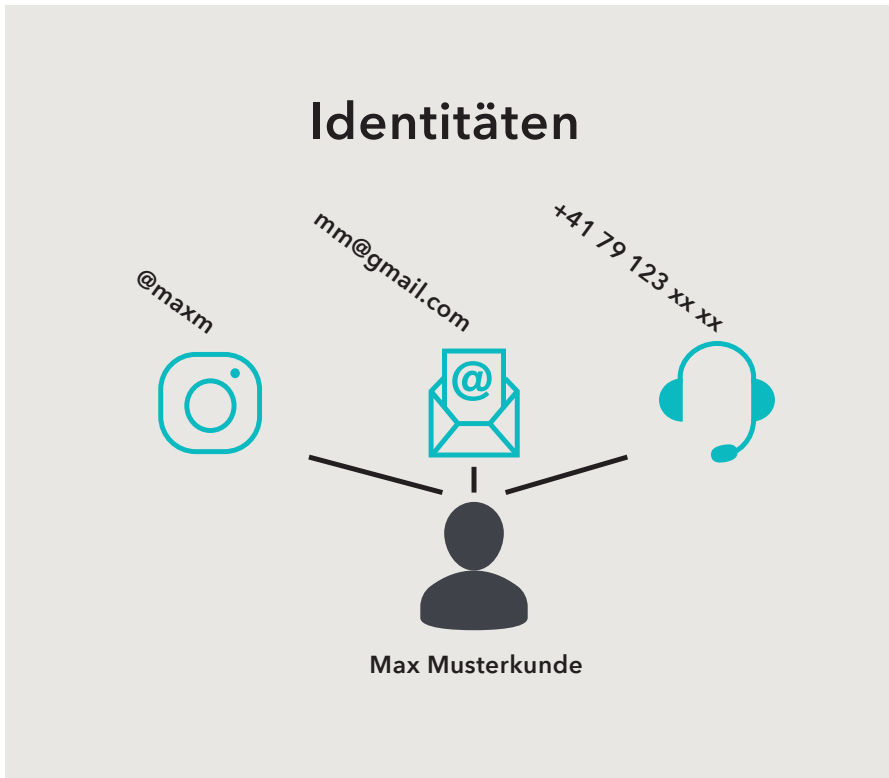 Identitäten
@maxm
mm@gmail.com
+41 79 123 xx xx
@
Max Musterkunde